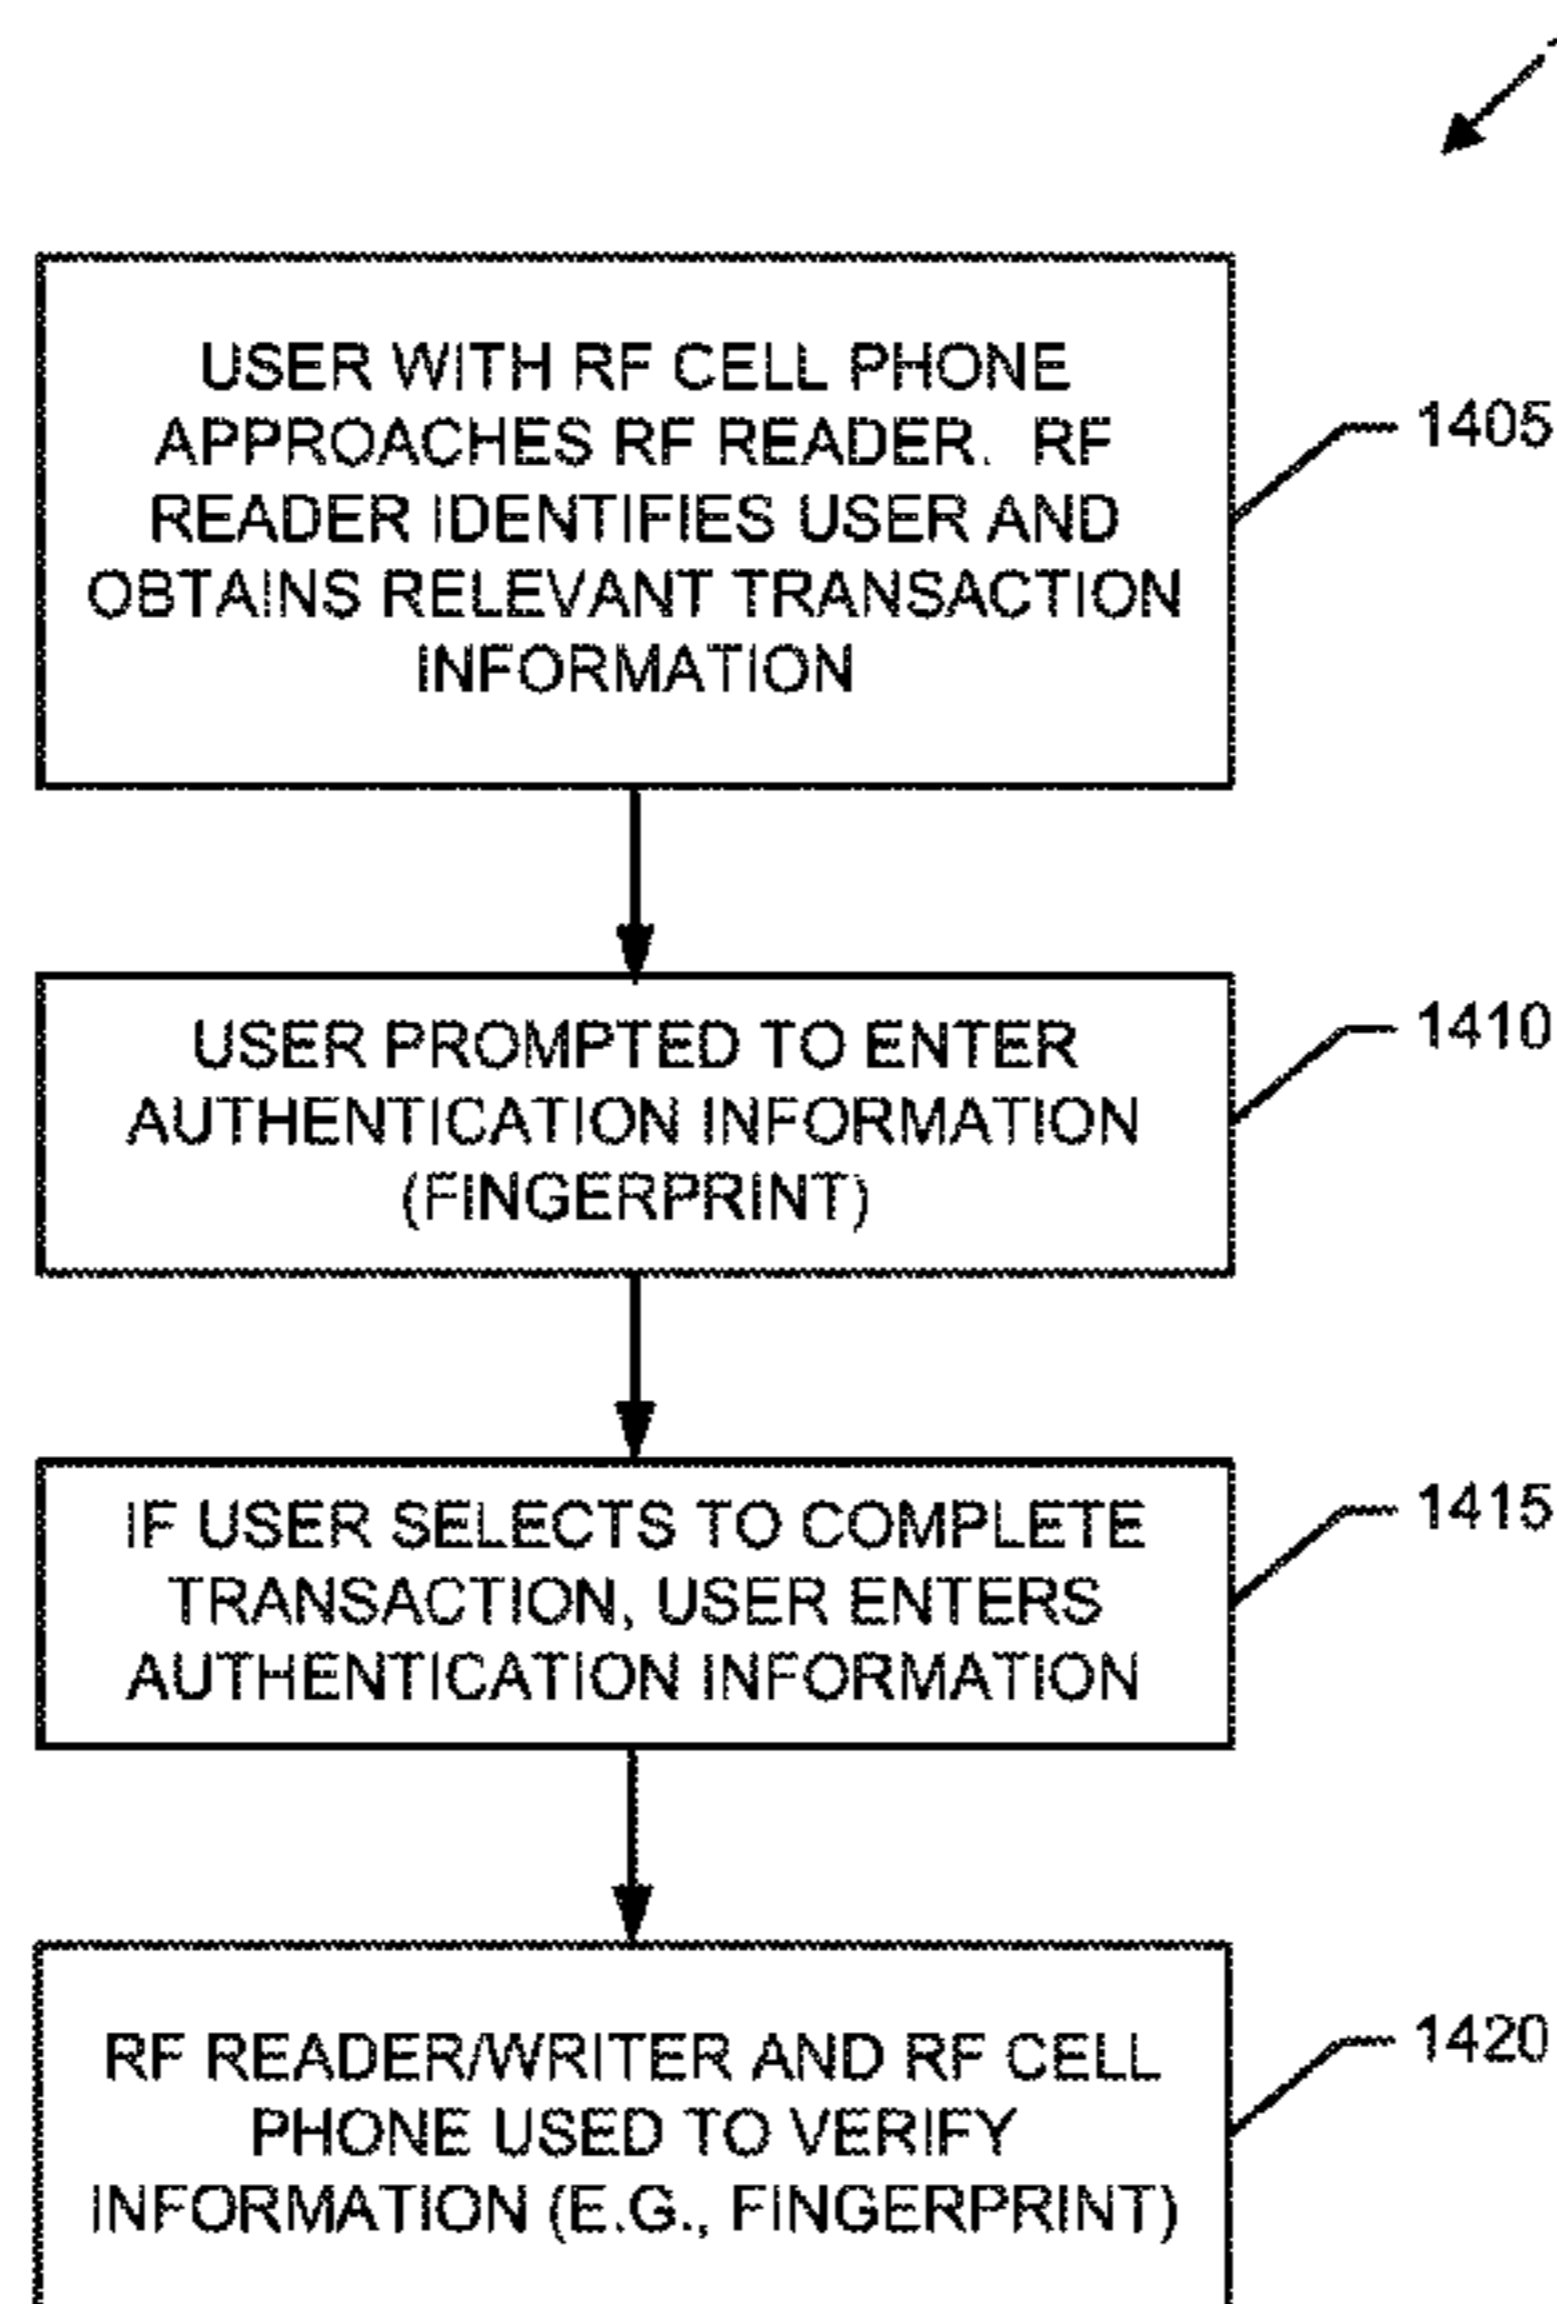 USER WITH RF CELL PHONE
APPROACHES RF READER. RF
READER IDENTIFIES USER AND
OBTAINS RELEVANT TRANSACTION
INFORMATION
1405
USER PROMPTED TO ENTER
AUTHENTICATION INFORMATION
(FINGERPRINT)
1410
IF USER SELECTS TO COMPLETE
TRANSACTION, USER ENTERS
AUTHENTICATION INFORMATION
1415
RF READER/WRITER AND RF CELL
PHONE USED TO VERIFY
INFORMATION (E.G., FINGERPRINT)
1420